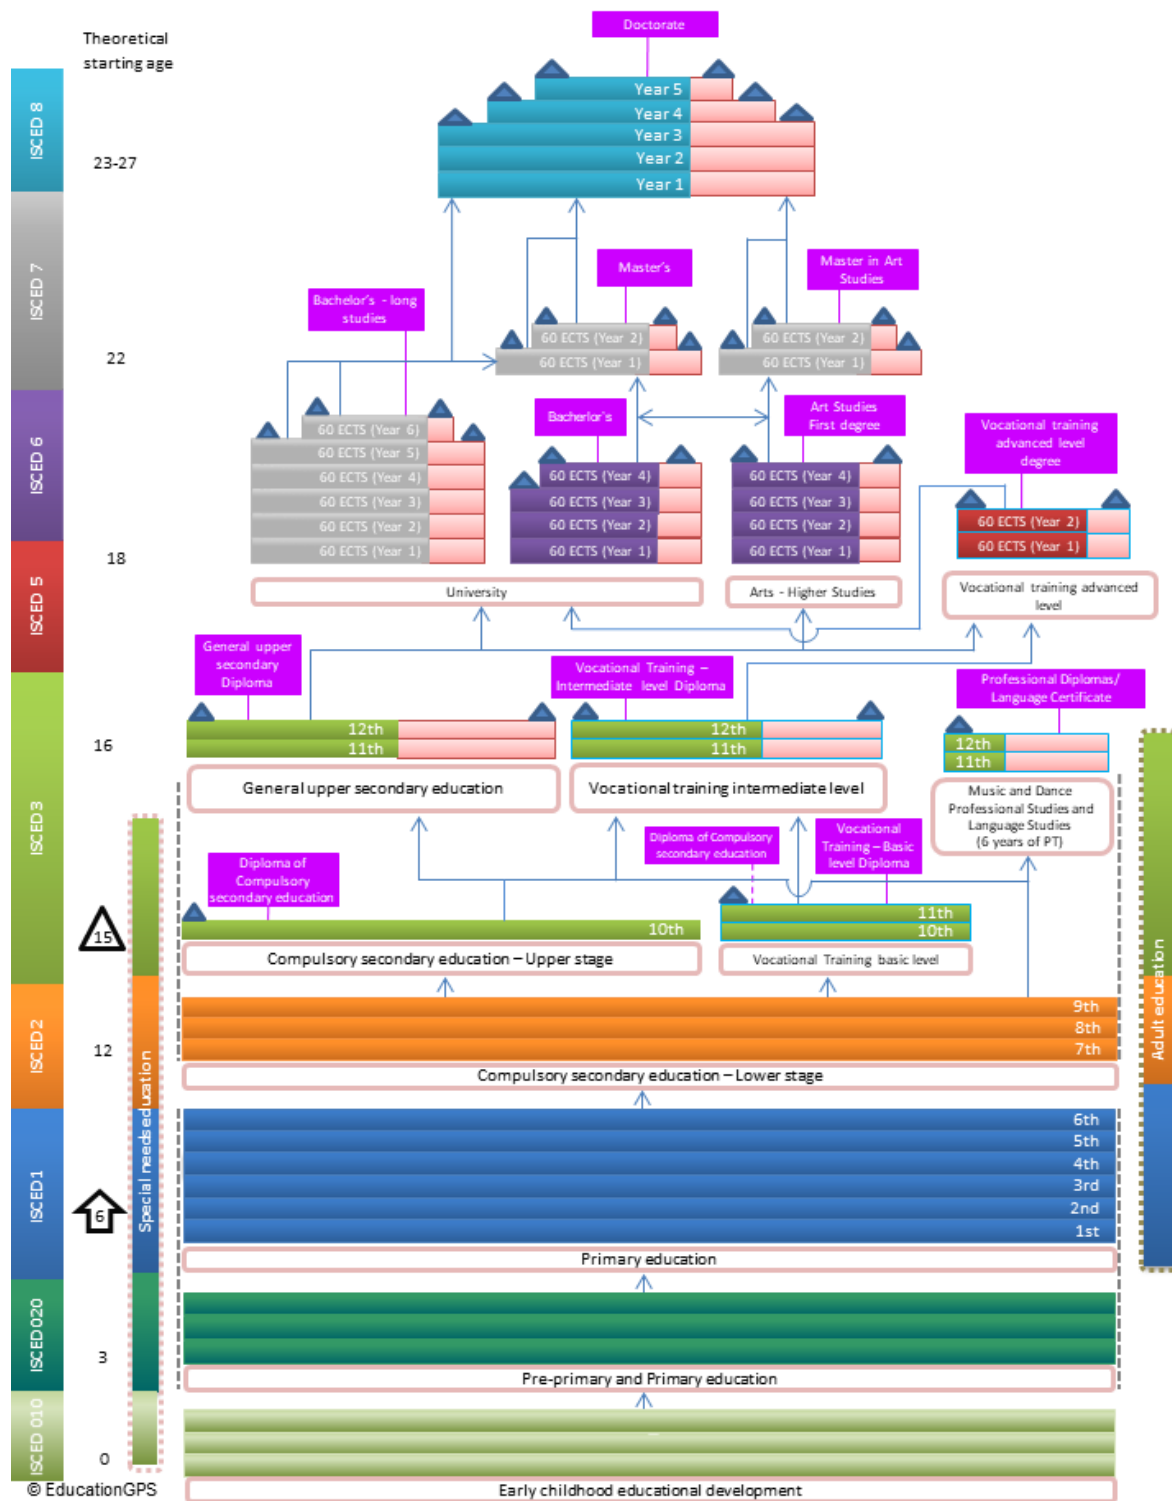 Doctorate
Theoretical
starting age
Year 5
Year 4
Year 3
Year 2
Year 1
ISCED 8
23-27
Master's
Master in Art
Studies
Bachelor's - long
studies
ISCED 7
60 ECTS (Year 2)
60 ECTS (Year 1)
60 ECTS (Year 2)
60 ECTS (Year 1)
22
Bacherlor's
Art Studies
First degree
Vocational training
advanced level
degree
ISCED 6
60 ECTS (Year 6)
60 ECTS (Year 5)
60 ECTS (Year 4)
60 ECTS (Year 3)
60 ECTS (Year 2)
60 ECTS (Year 1)
60 ECTS (Year 4)
60 ECTS (Year 3)
60 ECTS (Year 2)
60 ECTS (Year 1)
60 ECTS (Year 4)
60 ECTS (Year 3)
60 ECTS (Year 2)
60 ECTS (Year 1)
60 ECTS (Year 2)
60 ECTS (Year 1)
18
ISCED 5
University
Arts - Higher Studies
Vocational training advanced
level
General upper
secondary
Diploma
Vocational Training –
Intermediate level Diploma
Professional Diplomas/
Language Certificate
12th
11th
12th
11th
12th
11th
16
General upper secondary education
Vocational training intermediate level
Music and Dance
Professional Studies and
Language Studies
(6 years of PT)
ISCED3
Diploma of
Compulsory
secondary education
Diploma of Compulsory
secondary education
Vocational
Training – Basic
level Diploma
15
10th
11th
10th
Compulsory secondary education – Upper stage
Vocational Training basic level
Adult education
9th
8th
7th
ISCED2
12
Compulsory secondary education – Lower stage
Special needs education
6th
5th
4th
3rd
2nd
1st
ISCED1
6
Primary education
ISCED020
3
Pre-primary and Primary education
ISCED 010
0
© EducationGPS
Early childhood educational development